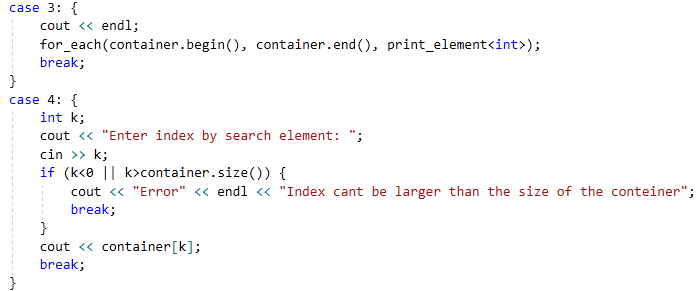 case 3: {
    cout << endl;
    for_each(container.begin(), container.end(), print_element<int>);
    break;
}
case 4: {
    int k;
    cout << "Enter index by search element: ";
    cin >> k;
    if (k<0 || k>container.size()) {
        cout << "Error" << endl << "Index cant be larger than the size of the conteiner";
        break;
    }
    cout << container[k];
    break;
}